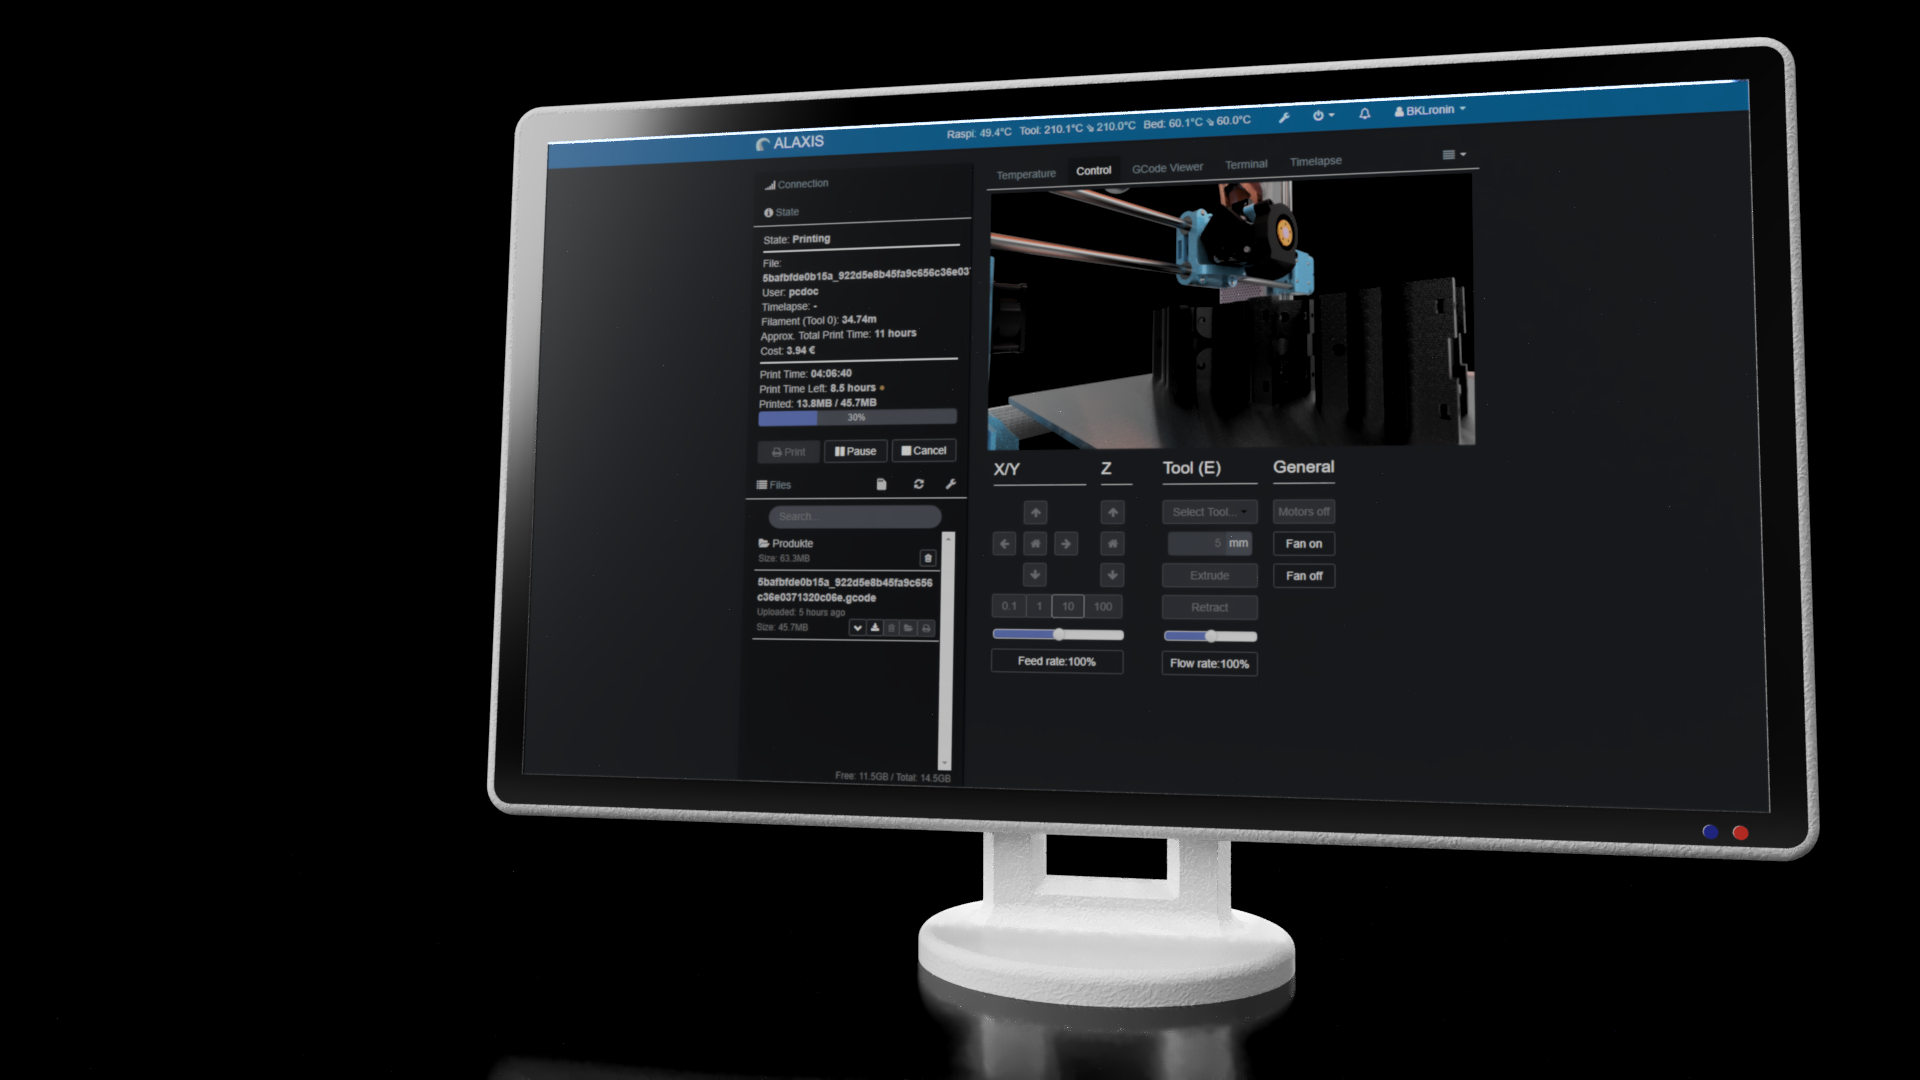 ALAXIS
Raspi: 49.4°C Tool: 210.1°C 210.0°C Bed: 60.1°C 60.0°C
BKLronin
Connection
State
State: Printing
File:
5bafbfde0b15a_922d5e8b45fa9c656c36e037
User: pcdoc
Timelapse: -
Filament (Tool 0): 34.74m
Approx. Total Print Time: 11 hours
Cost: 3.94 €
Print Time: 04:06:40
Print Time Left: 8.5 hours
Printed: 13.8MB / 45.7MB
30%
Print Pause Cancel
Files
Search...
Produkte
Size: 63.3MB
5bafbfde0b15a_922d5e8b45fa9c656
c36e0371320c06e.gcode
Uploaded: 5 hours ago
Size: 45.7MB
Free: 11.5GB / Total: 14.5GB
Temperature Control GCode Viewer Terminal Timelapse
X/Y Z Tool (E) General
Select Tool... Motors off
5 mm Fan on
Extrude Fan off
0.1 1 10 100 Retract
Feed rate:100% Flow rate:100%